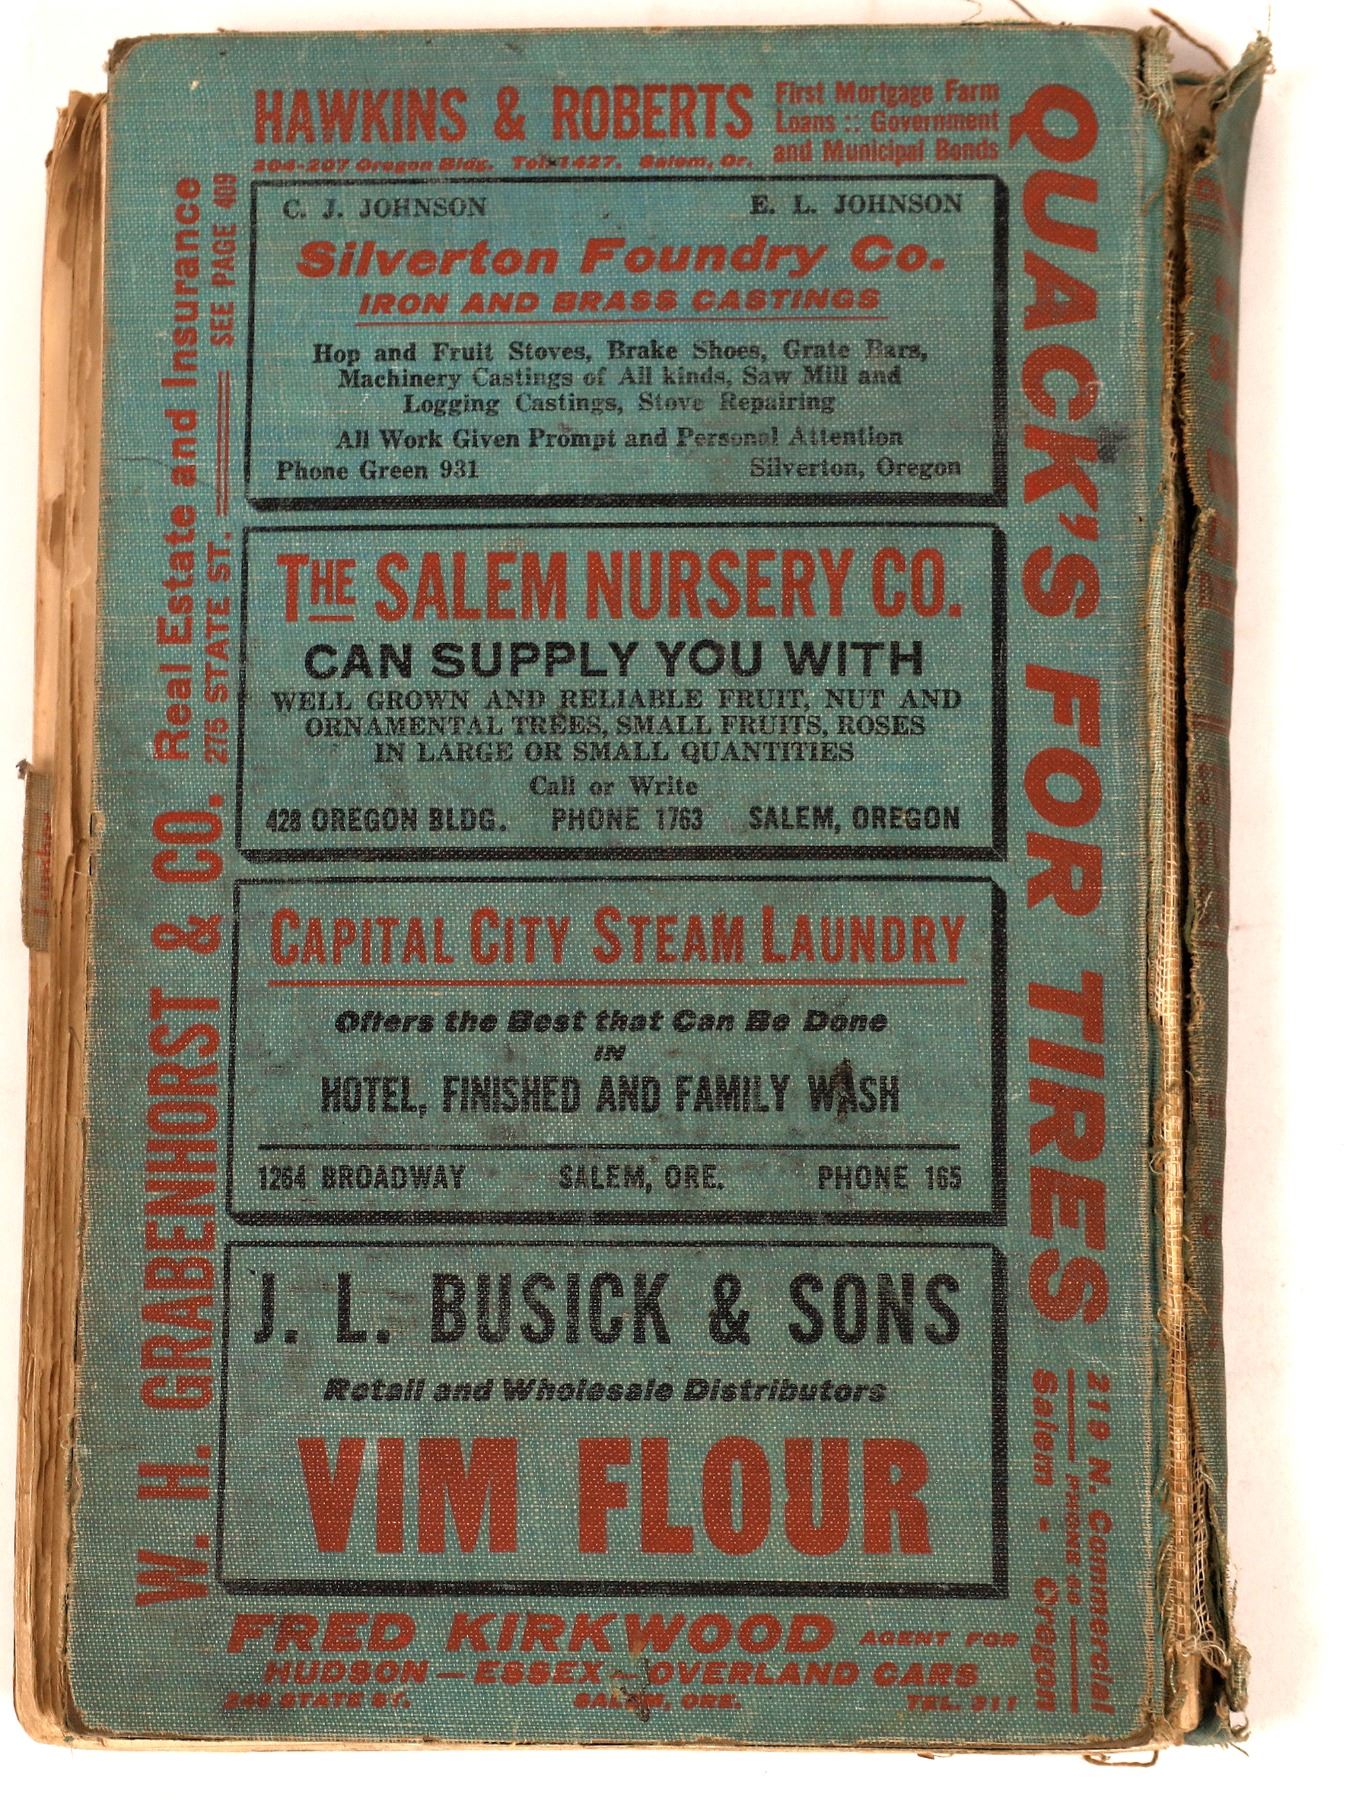 HAWKINS & ROBERTS
First Mortgage Farm
Loans :: Government
and Municipal Bonds
204-207 Oregon Bldg. Tel. 1427. Salem, Or.
C. J. JOHNSON E. L. JOHNSON
Silverton Foundry Co.
IRON AND BRASS CASTINGS
Hop and Fruit Stoves, Brake Shoes, Grate Bars,
Machinery Castings of All kinds, Saw Mill and
Logging Castings, Stove Repairing
All Work Given Prompt and Personal Attention
Phone Green 931 Silverton, Oregon
THE SALEM NURSERY CO.
CAN SUPPLY YOU WITH
WELL GROWN AND RELIABLE FRUIT, NUT AND
ORNAMENTAL TREES, SMALL FRUITS, ROSES
IN LARGE OR SMALL QUANTITIES
Call or Write
428 OREGON BLDG. PHONE 1763 SALEM, OREGON
CAPITAL CITY STEAM LAUNDRY
Offers the Best that Can Be Done
IN
HOTEL, FINISHED AND FAMILY WASH
1264 BROADWAY SALEM, ORE. PHONE 165
J. L. BUSICK & SONS
Retail and Wholesale Distributors
VIM FLOUR
FRED KIRKWOOD AGENT FOR
HUDSON — ESSEX — OVERLAND CARS
246 STATE ST. SALEM, ORE. TEL. 311
W. H. GRABENHORST & CO. Real Estate and Insurance
275 STATE ST. SEE PAGE 409
QUACK'S FOR TIRES
219 N. Commercial
PHONE 66
Salem - Oregon